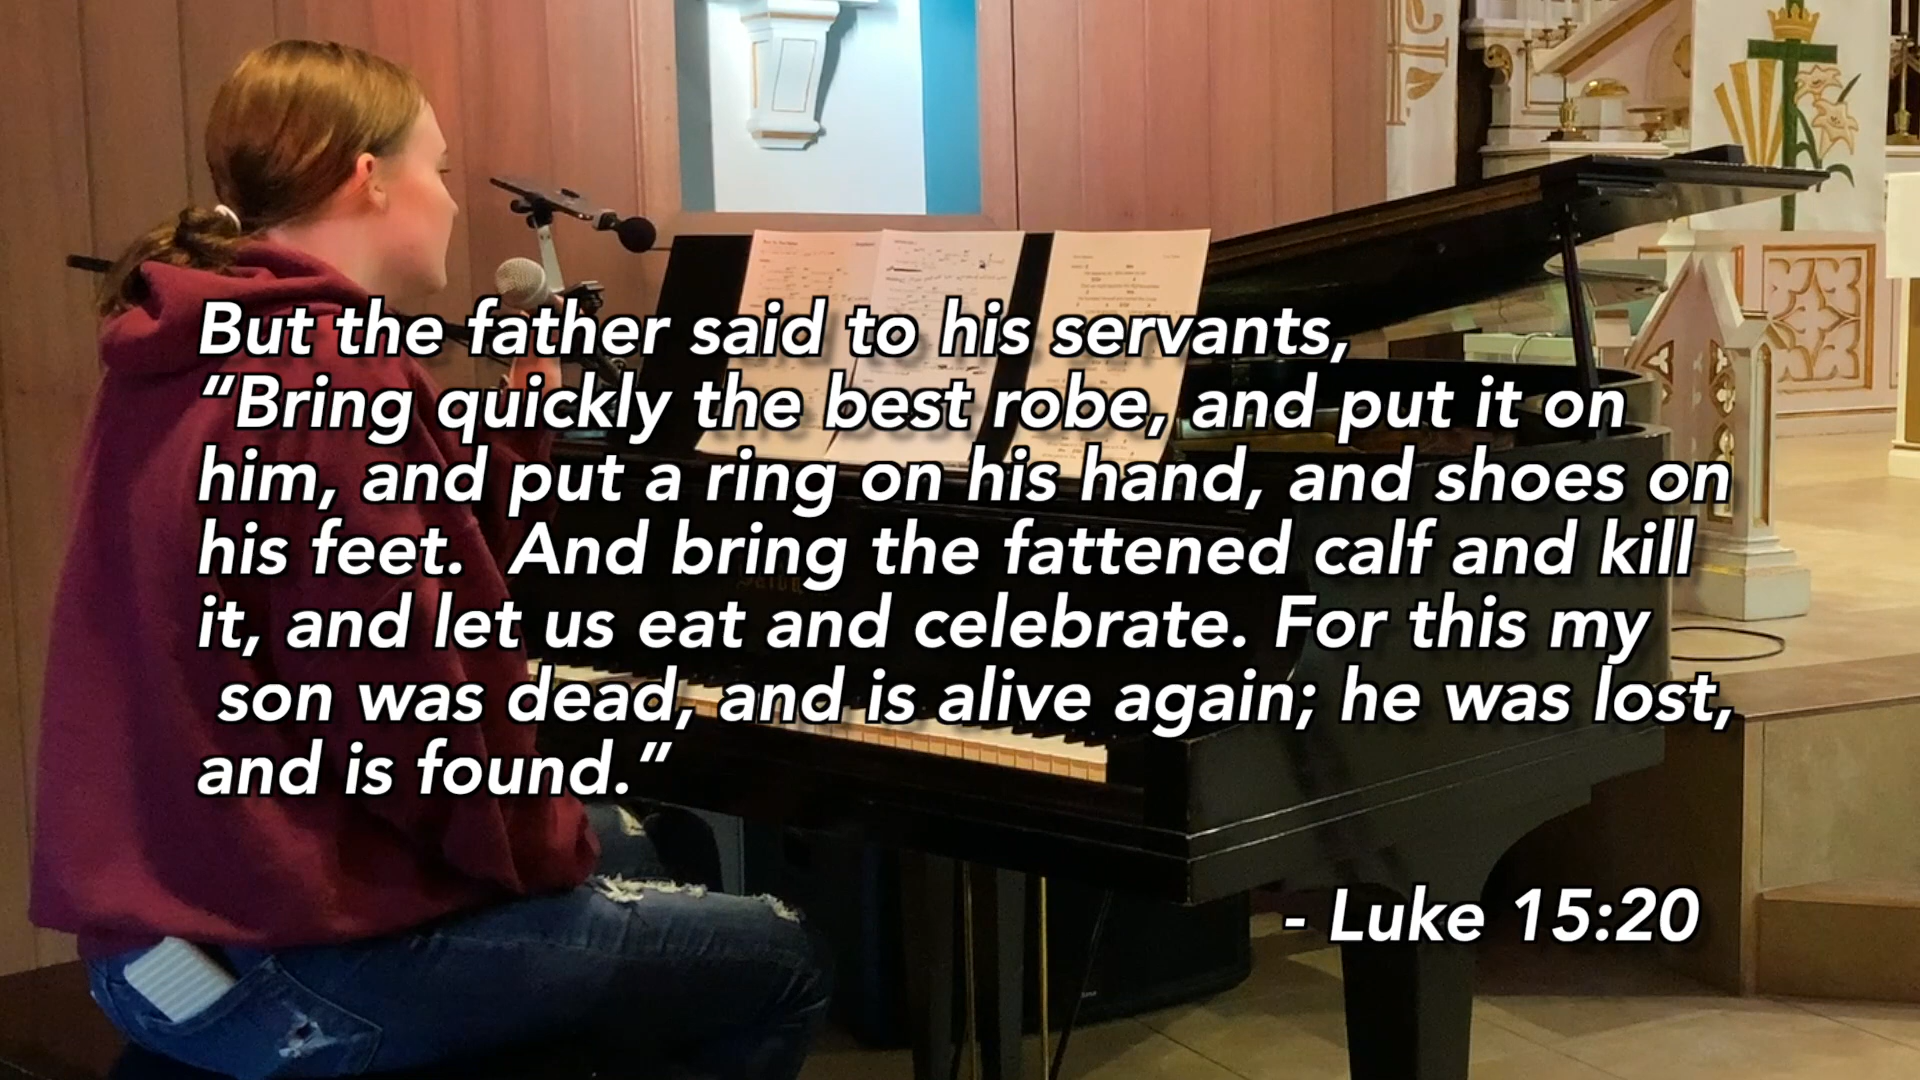 But the father said to his servants,
“Bring quickly the best robe, and put it on
him, and put a ring on his hand, and shoes on
his feet. And bring the fattened calf and kill
it, and let us eat and celebrate. For this my
son was dead, and is alive again; he was lost,
and is found.”
- Luke 15:20